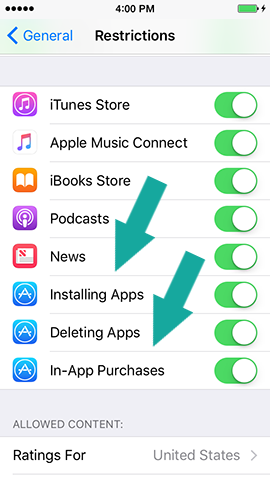 4:00 PM
General Restrictions
iTunes Store
Apple Music Connect
iBooks Store
Podcasts
News
Installing Apps
Deleting Apps
In-App Purchases
ALLOWED CONTENT:
Ratings For United States